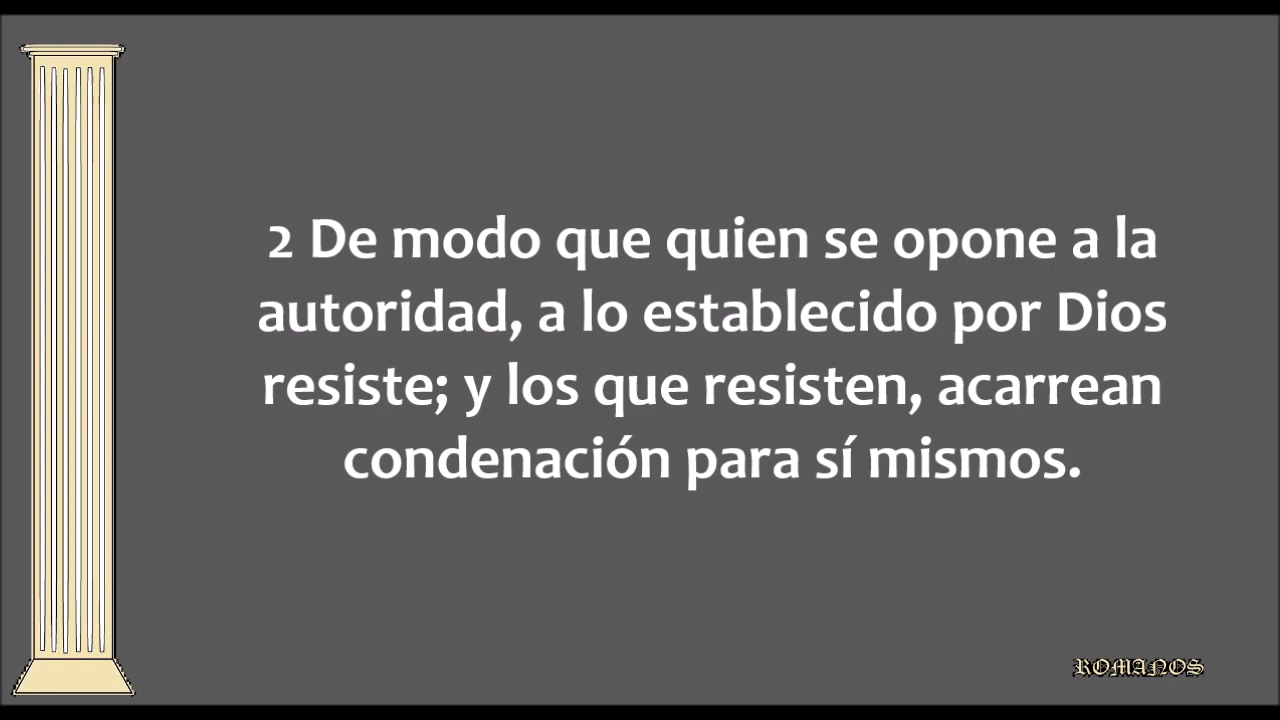 2 De modo que quien se opone a la
autoridad, a lo establecido por Dios
resiste; y los que resisten, acarrean
condenación para sí mismos.
ROMANOS